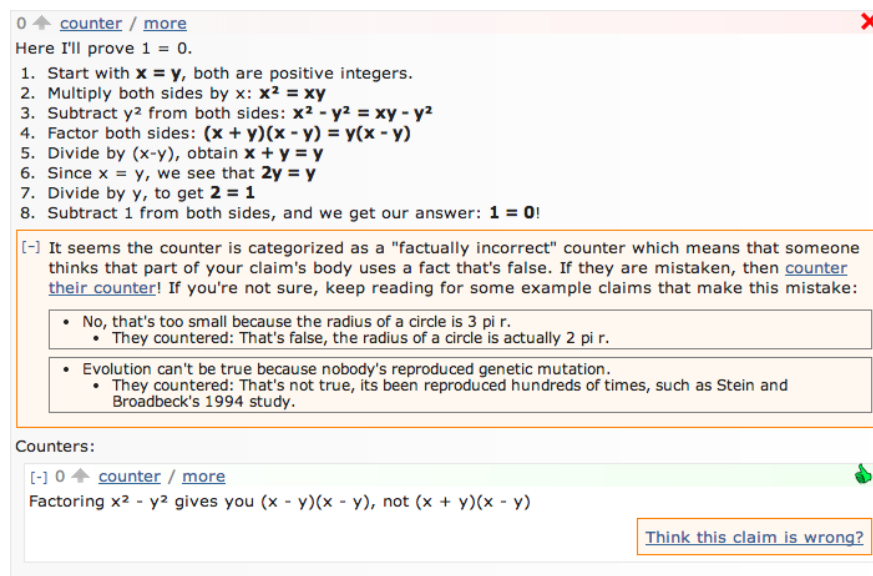 0 counter / more
Here I'll prove 1 = 0.
1. Start with x = y, both are positive integers.
2. Multiply both sides by x: x² = xy
3. Subtract y² from both sides: x² - y² = xy - y²
4. Factor both sides: (x + y)(x - y) = y(x - y)
5. Divide by (x-y), obtain x + y = y
6. Since x = y, we see that 2y = y
7. Divide by y, to get 2 = 1
8. Subtract 1 from both sides, and we get our answer: 1 = 0!
[-] It seems the counter is categorized as a "factually incorrect" counter which means that someone
thinks that part of your claim's body uses a fact that's false. If they are mistaken, then counter
their counter! If you're not sure, keep reading for some example claims that make this mistake:
• No, that's too small because the radius of a circle is 3 pi r.
• They countered: That's false, the radius of a circle is actually 2 pi r.
• Evolution can't be true because nobody's reproduced genetic mutation.
• They countered: That's not true, its been reproduced hundreds of times, such as Stein and
Broadbeck's 1994 study.
Counters:
[-] 0 counter / more
Factoring x² - y² gives you (x - y)(x - y), not (x + y)(x - y)
Think this claim is wrong?